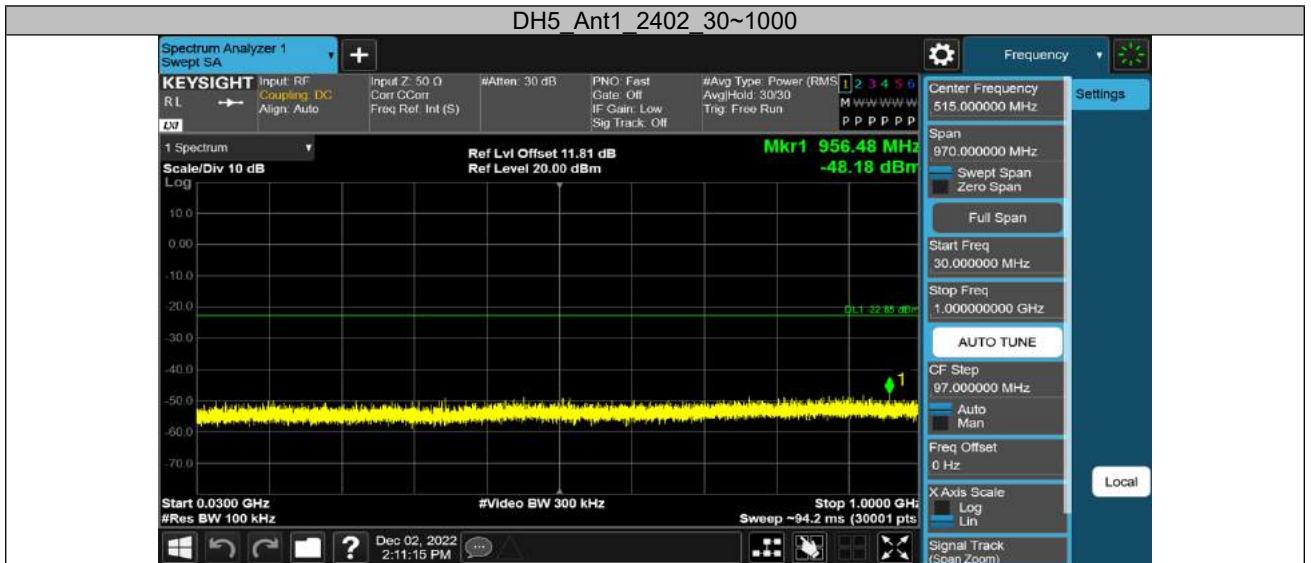 DH5_Ant1_2402_30~1000
Spectrum Analyzer 1
Swept SA
Frequency
KEYSIGHT
RL
LXI
Input: RF
Coupling: DC
Align: Auto
Input Z: 50 Ω
Corr CCorr
Freq Ref: Int (S)
#Atten: 30 dB
PNO: Fast
Gate: Off
IF Gain: Low
Sig Track: Off
#Avg Type: Power (RMS
Avg|Hold: 30/30
Trig: Free Run
1 2 3 4 5 6
M W W W W W
P P P P P P
1 Spectrum
Scale/Div 10 dB
Log
Ref Lvl Offset 11.81 dB
Ref Level 20.00 dBm
Mkr1 956.48 MHz
-48.18 dBm
10.0
0.00
-10.0
-20.0
-30.0
-40.0
-50.0
-60.0
-70.0
DL1 -22.85 dBm
1
Start 0.0300 GHz
#Res BW 100 kHz
#Video BW 300 kHz
Stop 1.0000 GHz
Sweep ~94.2 ms (30001 pts
Center Frequency
515.000000 MHz
Settings
Span
970.000000 MHz
Swept Span
Zero Span
Full Span
Start Freq
30.000000 MHz
Stop Freq
1.000000000 GHz
AUTO TUNE
CF Step
97.000000 MHz
Auto
Man
Freq Offset
0 Hz
X Axis Scale
Log
Lin
Local
Signal Track
(Span Zoom)
?
Dec 02, 2022
2:11:15 PM